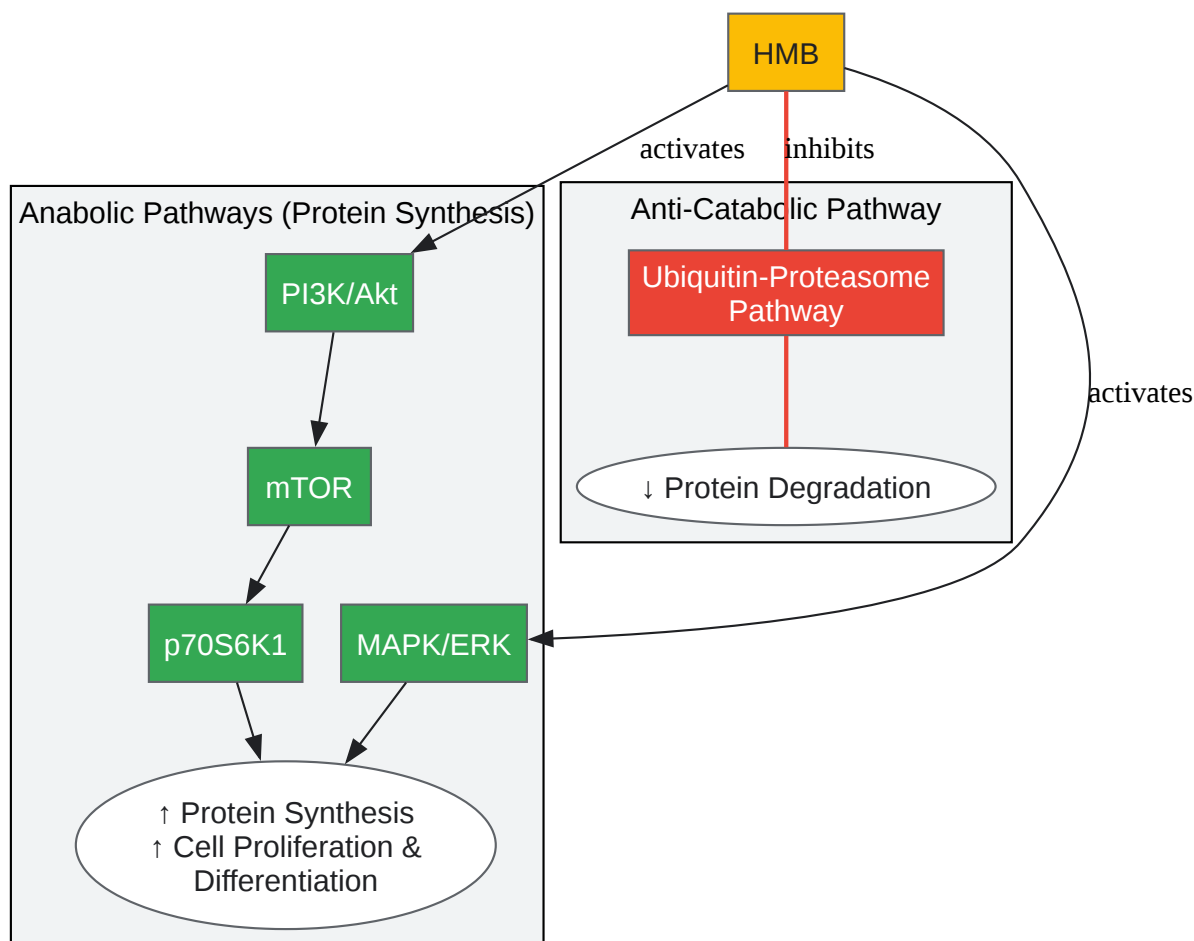 HMB
activates
inhibits
Anabolic Pathways (Protein Synthesis)
Anti-Catabolic Pathway
PI3K/Akt
Ubiquitin-Proteasome
Pathway
activates
mTOR
↓ Protein Degradation
p70S6K1
MAPK/ERK
↑ Protein Synthesis
↑ Cell Proliferation &
Differentiation